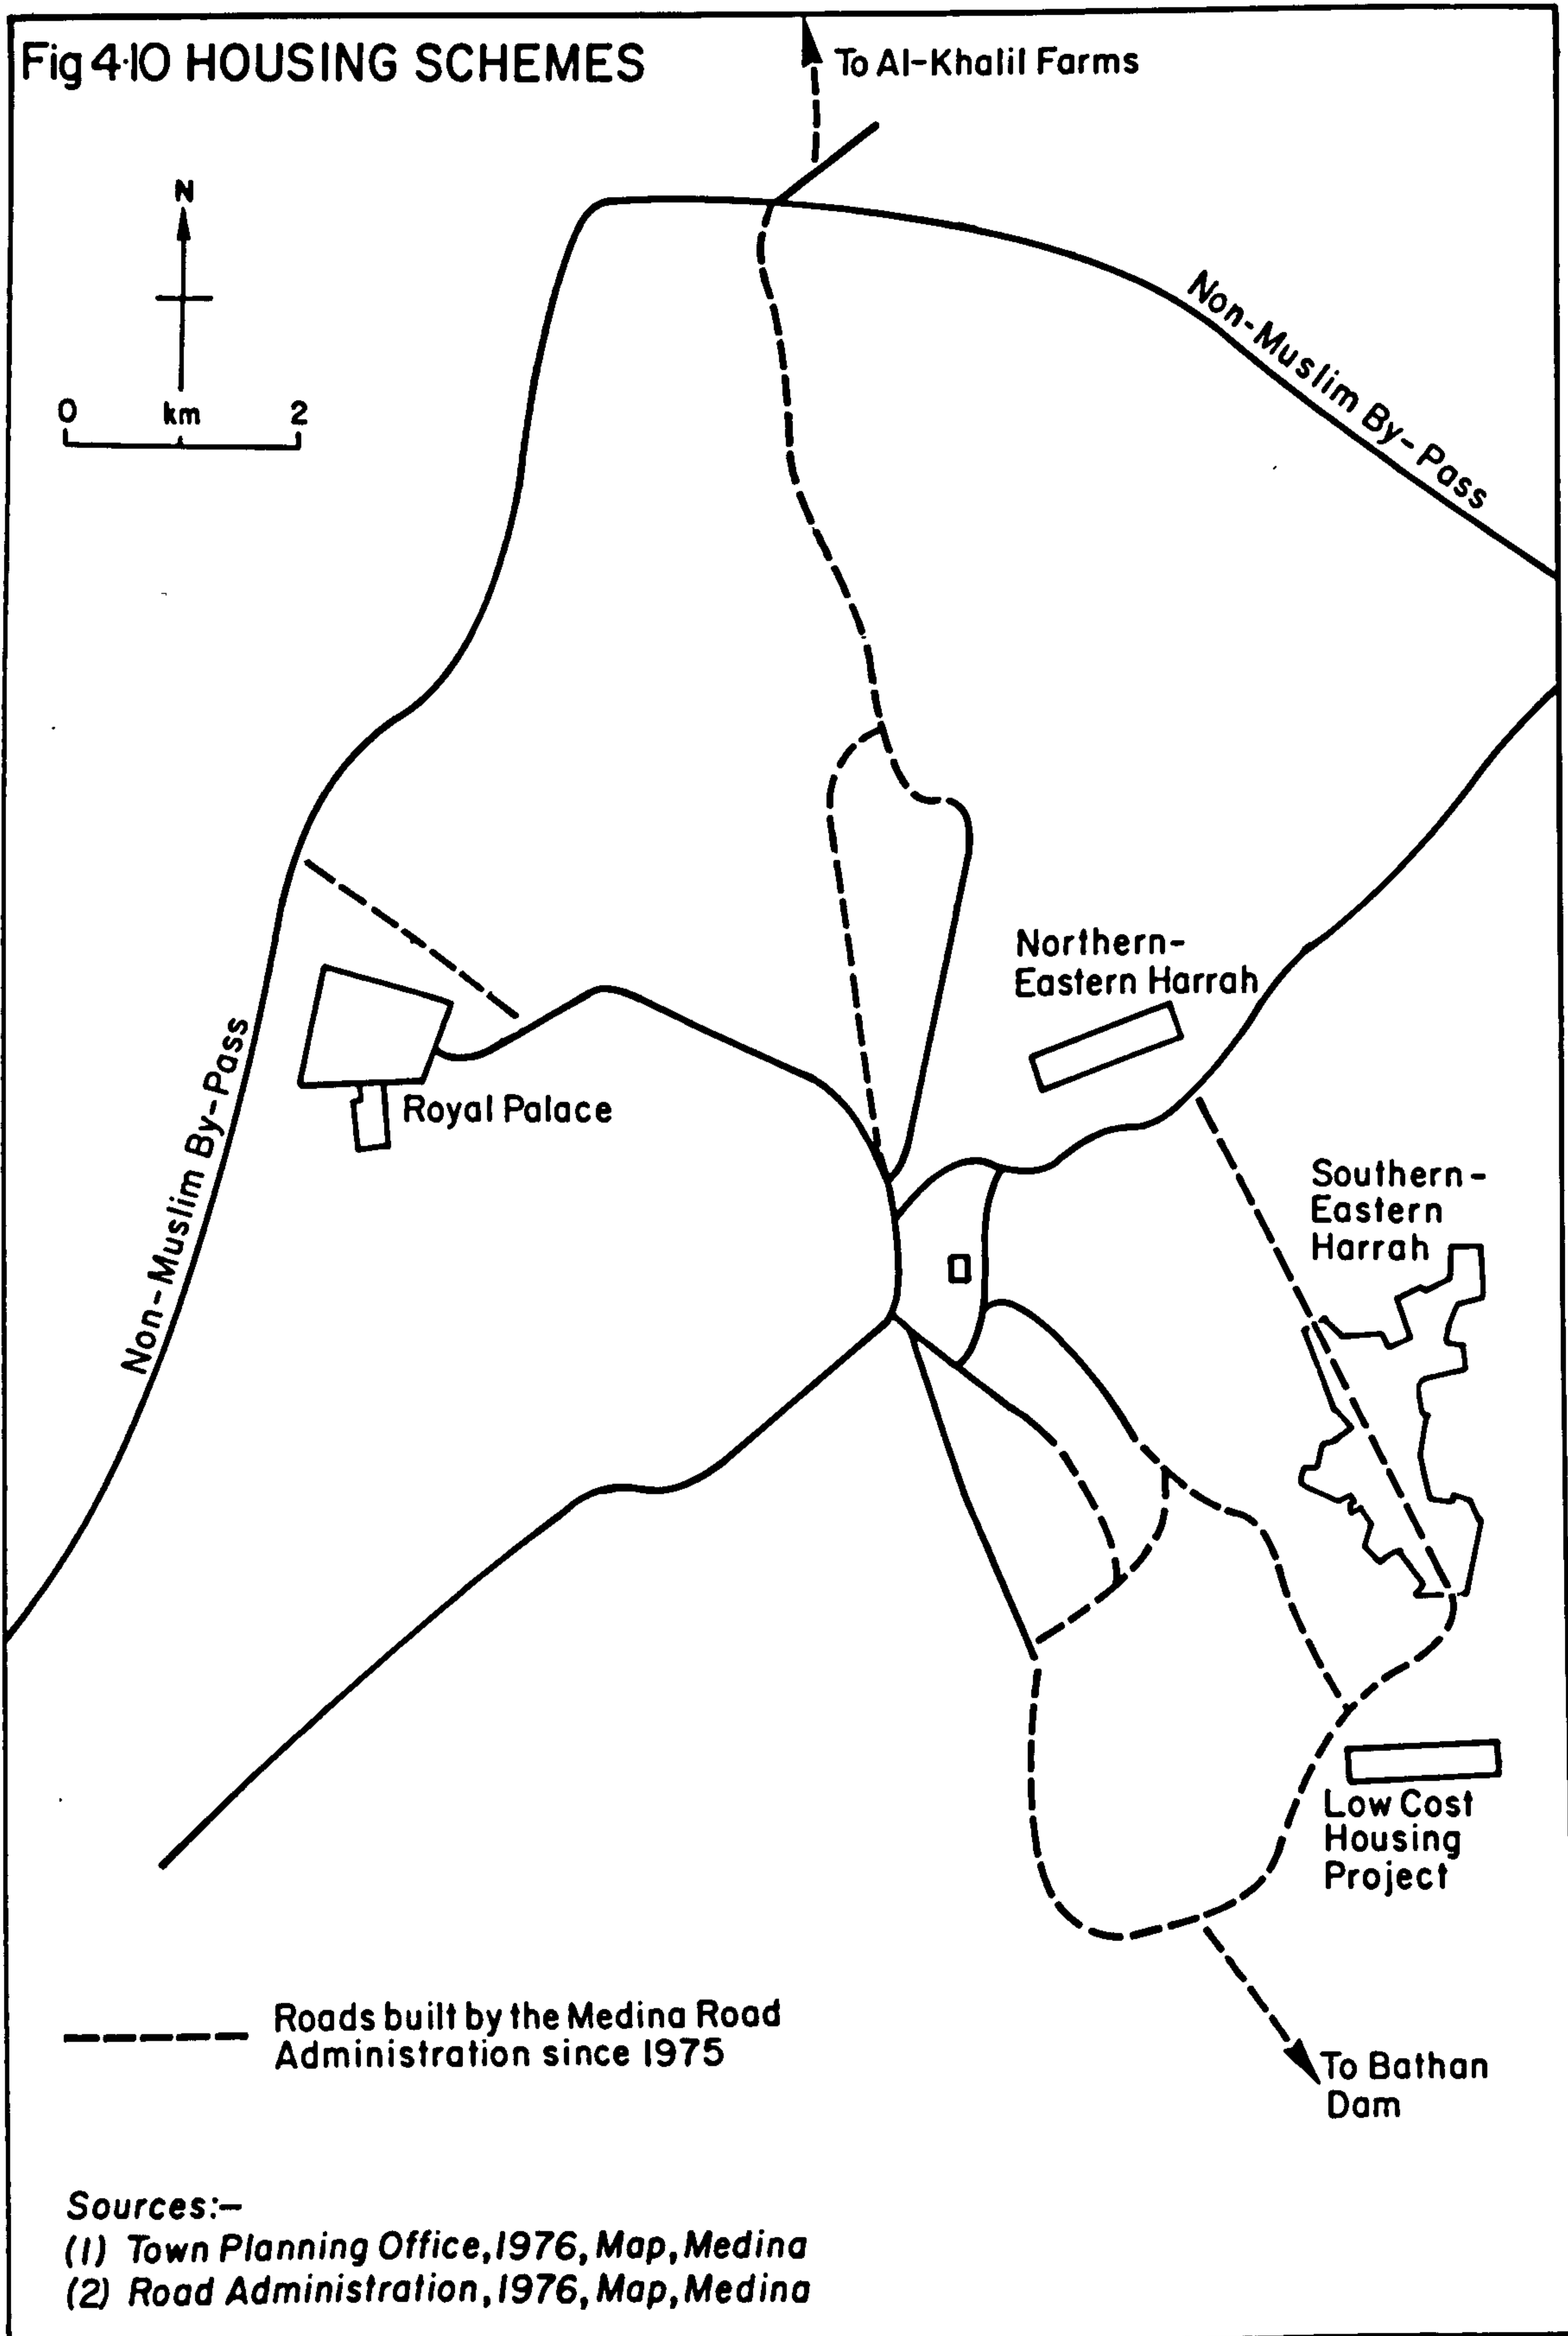 Fig 4·10 HOUSING SCHEMES
To Al-Khalil Farms
N
0 km 2
Non-Muslim By-Pass
Northern-
Eastern Harrah
Royal Palace
Non-Muslim By-Pass
Southern-
Eastern
Harrah
Low Cost
Housing
Project
Roads built by the Medina Road
Administration since 1975
To Bathan
Dam
Sources:-
(1) Town Planning Office, 1976, Map, Medina
(2) Road Administration, 1976, Map, Medina